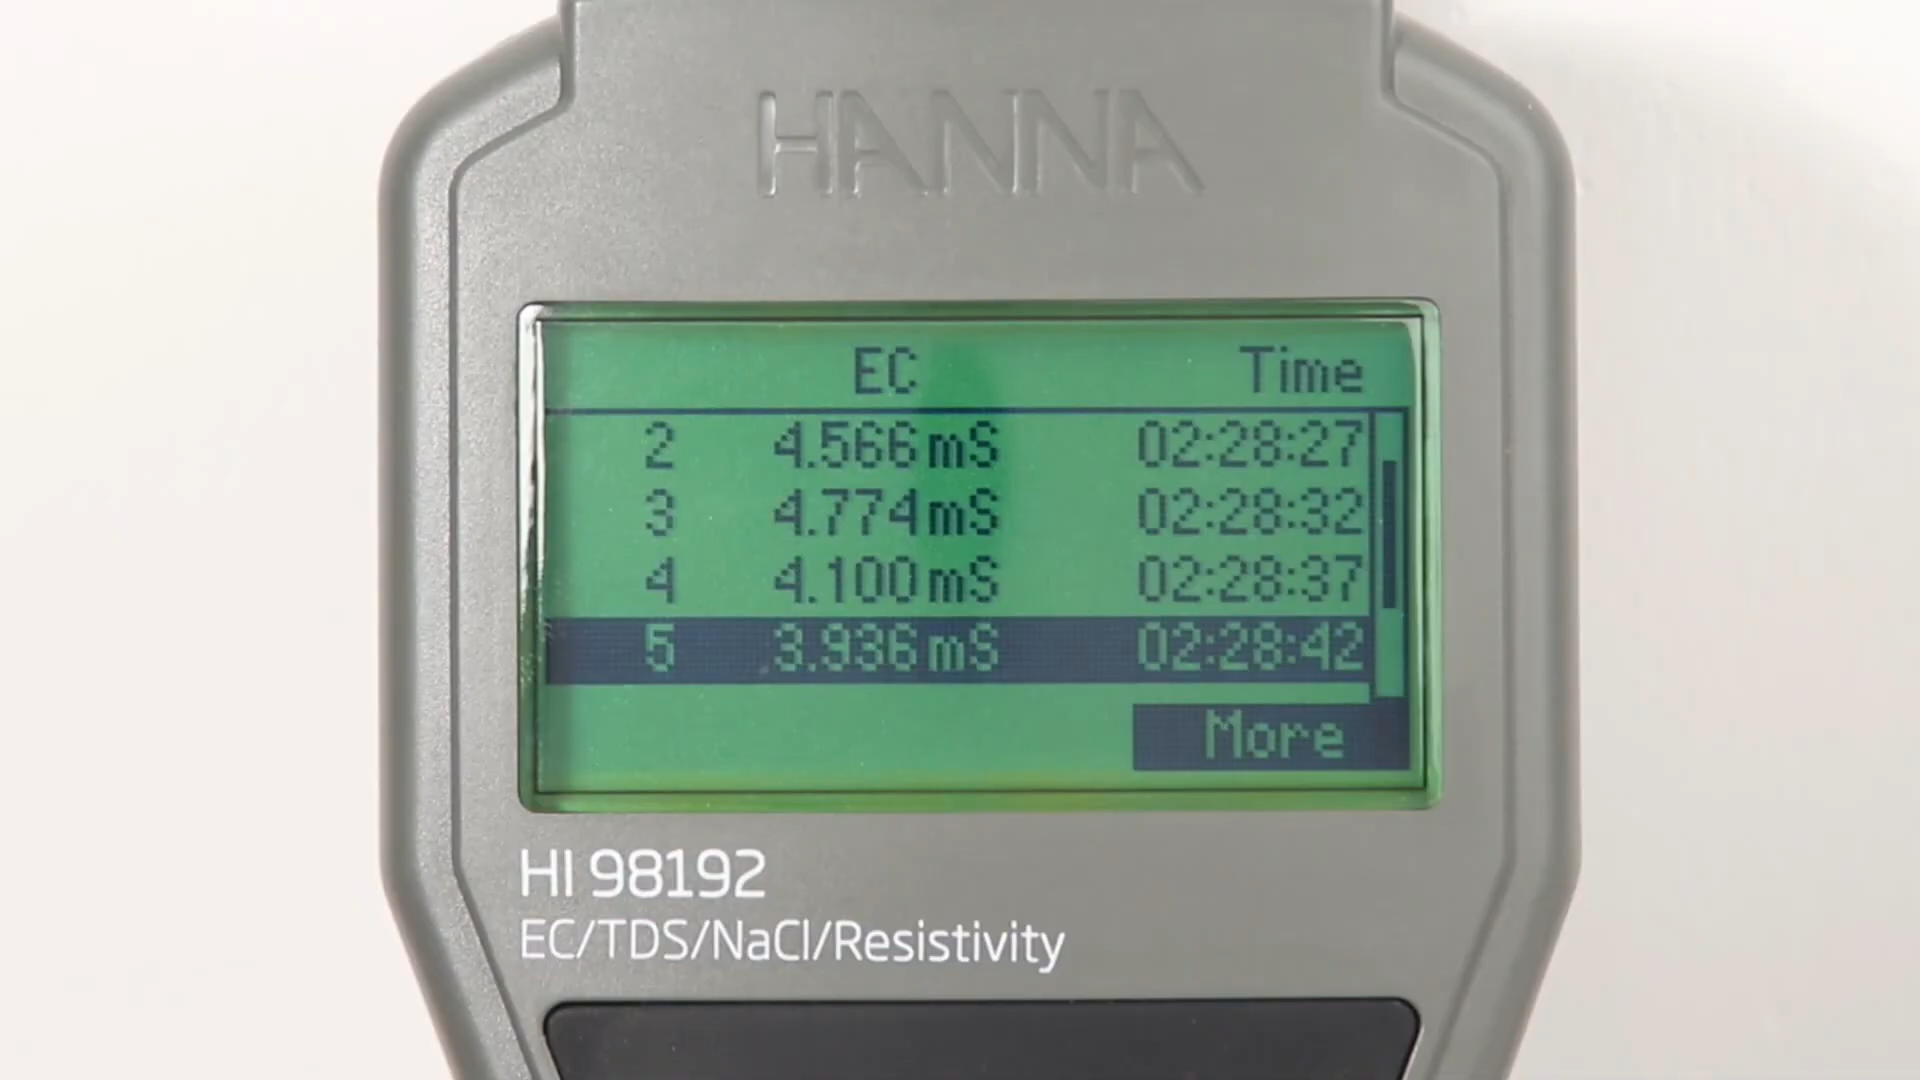 HANNA
EC Time
2 4.566 mS 02:28:27
3 4.774 mS 02:28:32
4 4.100 mS 02:28:37
5 3.936 mS 02:28:42
More
HI 98192
EC/TDS/NaCl/Resistivity